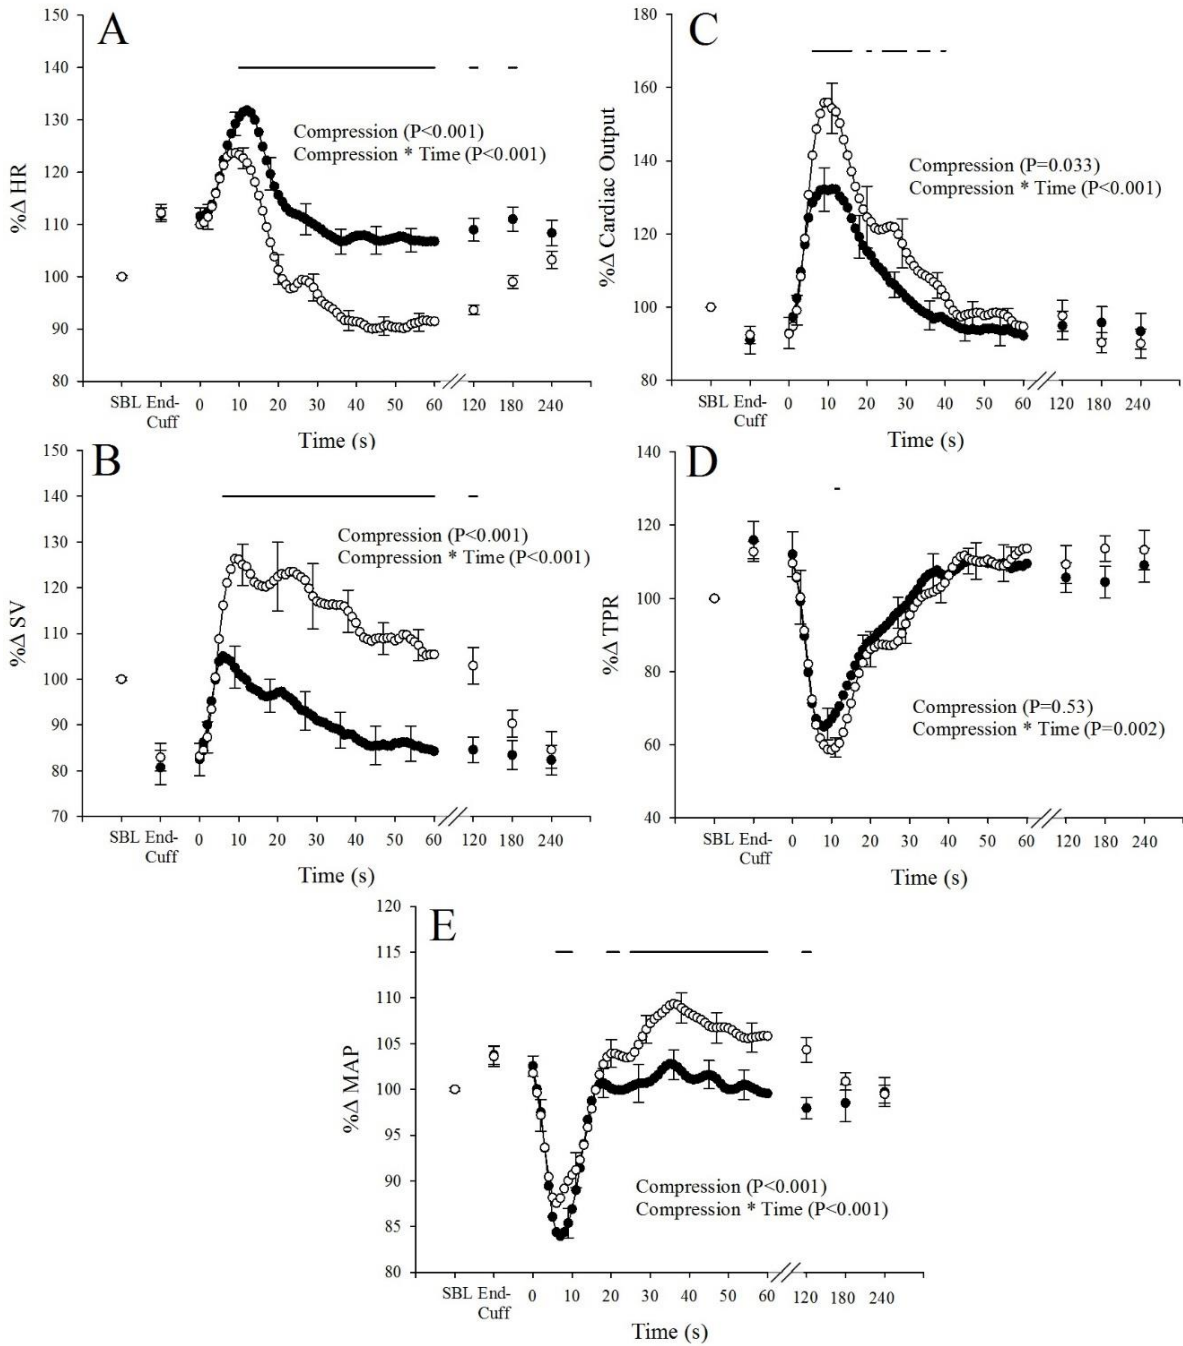 A
150
140
130
120
110
100
90
80
%Δ HR
Compression (P<0.001)
Compression * Time (P<0.001)
SBL End-
Cuff
0 10 20 30 40 50 60 120 180 240
Time (s)
C
180
160
140
120
100
80
%Δ Cardiac Output
Compression (P=0.033)
Compression * Time (P<0.001)
SBL End-
Cuff
0 10 20 30 40 50 60 120 180 240
Time (s)
B
150
140
130
120
110
100
90
80
70
%Δ SV
Compression (P<0.001)
Compression * Time (P<0.001)
SBL End-
Cuff
0 10 20 30 40 50 60 120 180 240
Time (s)
D
140
120
100
80
60
40
%Δ TPR
Compression (P=0.53)
Compression * Time (P=0.002)
SBL End-
Cuff
0 10 20 30 40 50 60 120 180 240
Time (s)
E
120
115
110
105
100
95
90
85
80
%Δ MAP
Compression (P<0.001)
Compression * Time (P<0.001)
SBL End-
Cuff
0 10 20 30 40 50 60 120 180 240
Time (s)